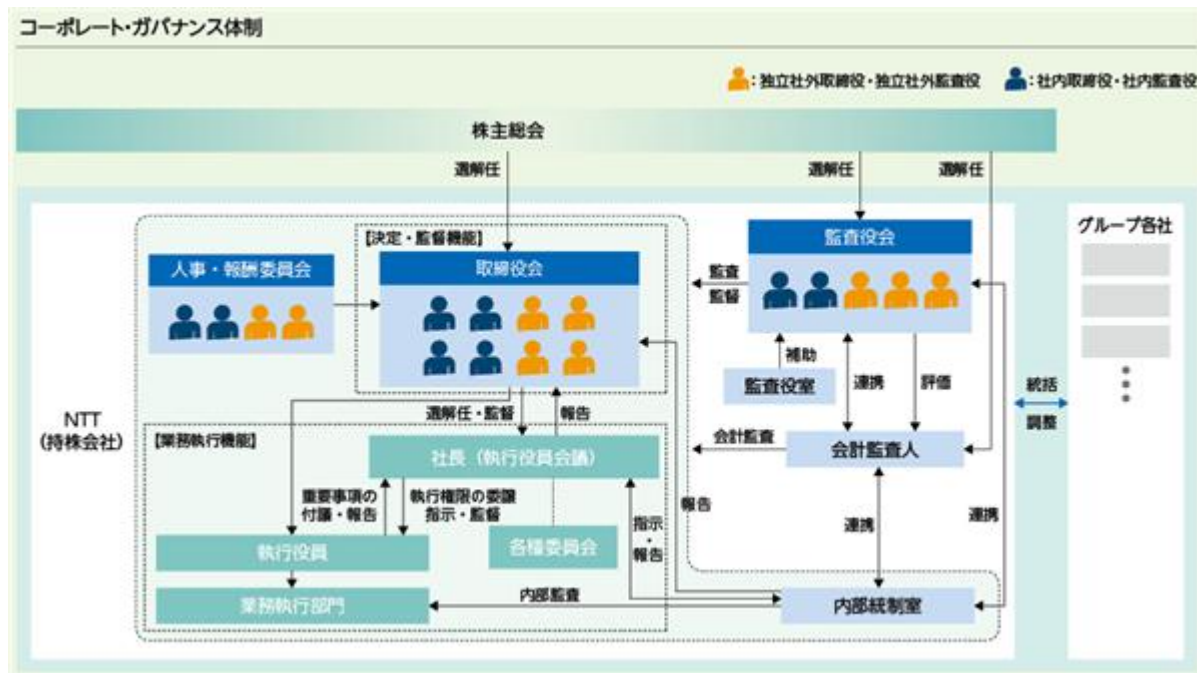 コーポレート・ガバナンス体制
：独立社外取締役・独立社外監査役
：社内取締役・社内監査役
株主総会
選解任
選解任
選解任
【決定・監督機能】
人事・報酬委員会
取締役会
監査役会
グループ各社
監査
監督
補助
監査役室
連携
評価
統括
調整
NTT
（持株会社）
選解任・監督
報告
【業務執行機能】
社長（執行役員会議）
会計監査
会計監査人
重要事項の
付議・報告
執行権限の委譲
指示・監督
指示
・
報告
報告
連携
連携
執行役員
各種委員会
業務執行部門
内部監査
内部統制室